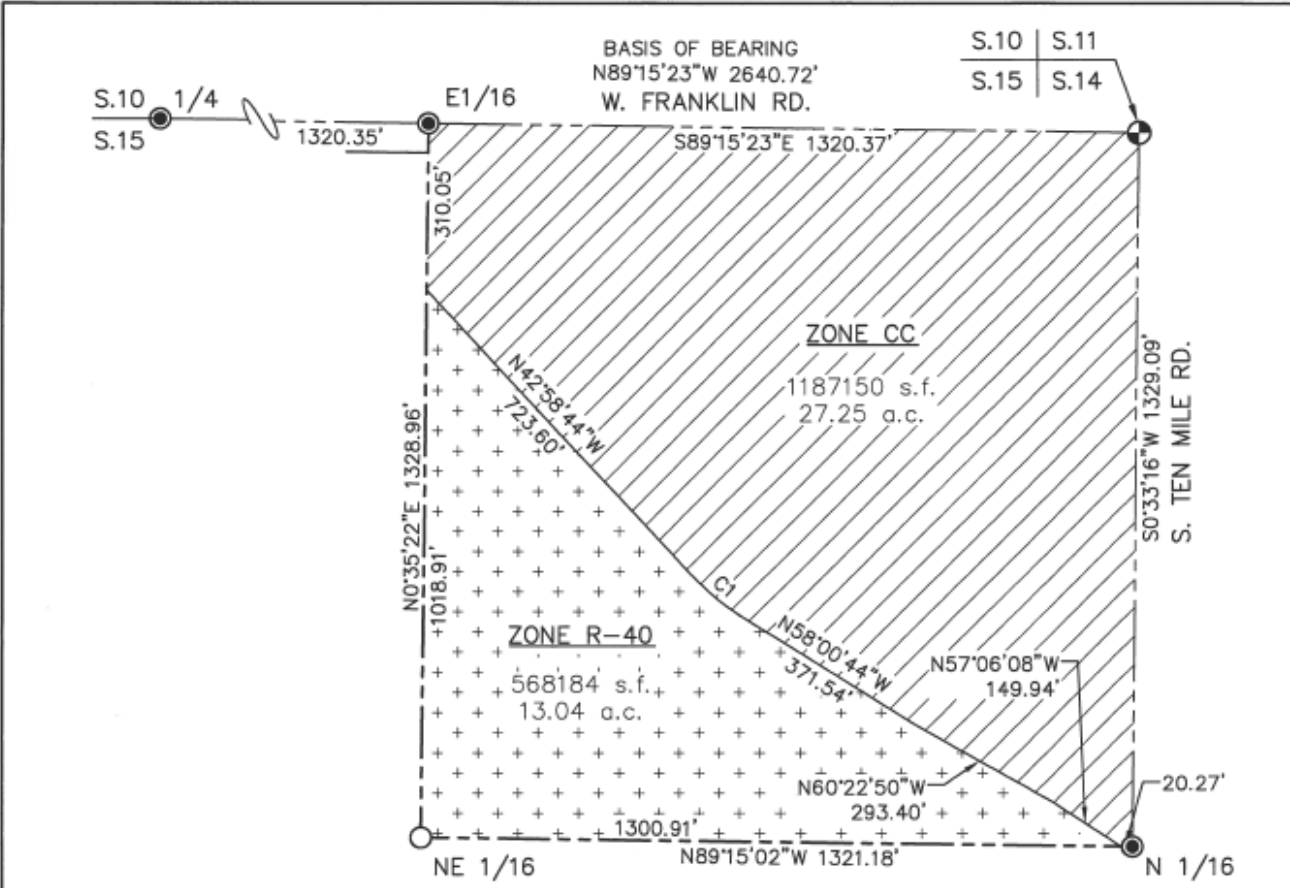 BASIS OF BEARING
N89°15'23"W 2640.72'
W. FRANKLIN RD.
S.10 S.11
S.15 S.14
S.10 1/4
S.15
E1/16
1320.35'
S89°15'23"E 1320.37'
310.05'
ZONE CC
1187150 s.f.
27.25 a.c.
S0°33'16"W 1329.09'
S. TEN MILE RD.
N42°58'44"W
723.60'
N0°35'22"E 1328.96'
1018.91'
C1
ZONE R-40
568184 s.f.
13.04 a.c.
N58°00'44"W
371.54'
N57°06'08"W
149.94'
N60°22'50"W
293.40'
20.27'
1300.91'
N89°15'02"W 1321.18'
NE 1/16
N 1/16